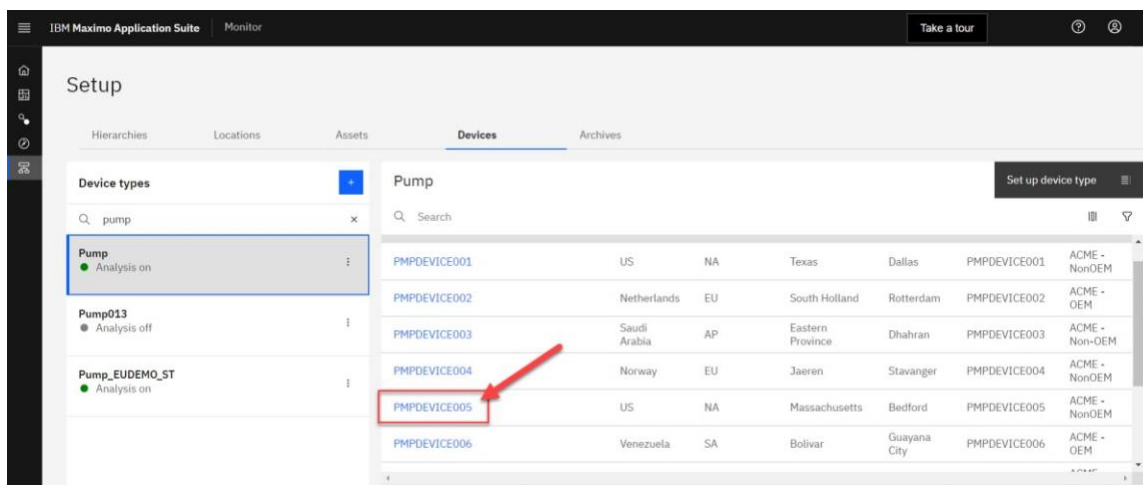 IBM Maximo Application Suite Monitor Take a tour
Setup
Hierarchies Locations Assets Devices Archives
Device types
pump
Pump
Analysis on
Pump013
Analysis off
Pump_EUDEMO_ST
Analysis on
Pump Set up device type
Search
PMPDEVICE001 US NA Texas Dallas PMPDEVICE001 ACME - NonOEM
PMPDEVICE002 Netherlands EU South Holland Rotterdam PMPDEVICE002 ACME - OEM
PMPDEVICE003 Saudi Arabia AP Eastern Province Dhahran PMPDEVICE003 ACME - Non-OEM
PMPDEVICE004 Norway EU Jaeren Stavanger PMPDEVICE004 ACME - NonOEM
PMPDEVICE005 US NA Massachusetts Bedford PMPDEVICE005 ACME - NonOEM
PMPDEVICE006 Venezuela SA Bolivar Guayana City PMPDEVICE006 ACME - OEM